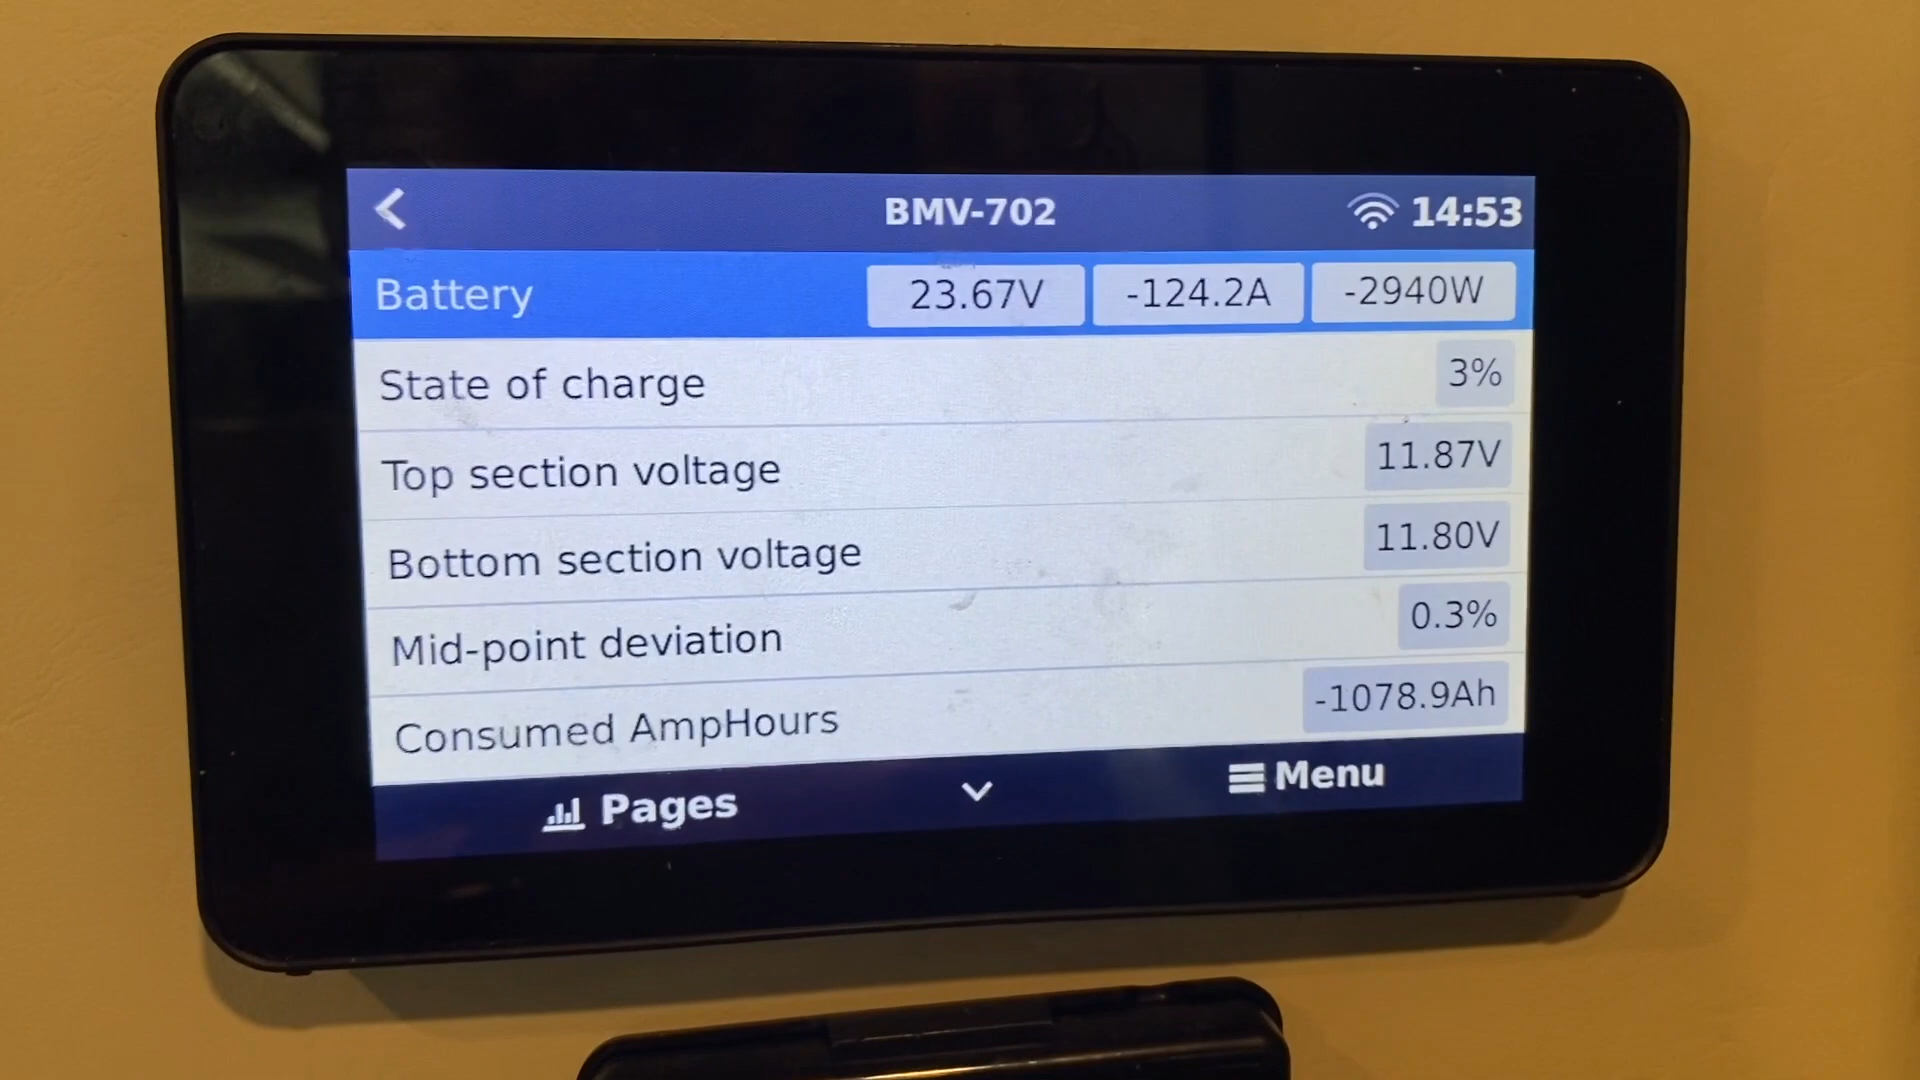 BMV-702 14:53
Battery 23.67V -124.2A -2940W
State of charge 3%
Top section voltage 11.87V
Bottom section voltage 11.80V
Mid-point deviation 0.3%
Consumed AmpHours -1078.9Ah
Pages Menu